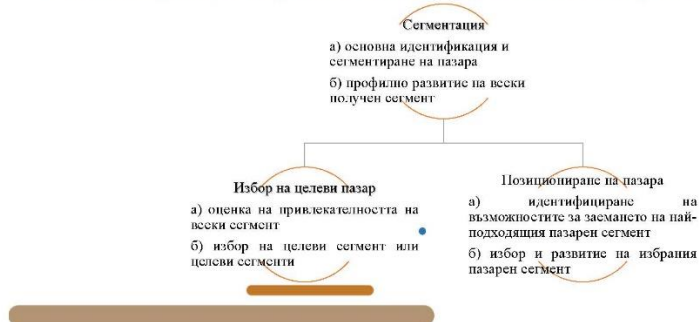 Сегментация
а) основна идентификация и
сегментиране на пазара
б) профилно развитие на всеки
получен сегмент
Избор на целеви пазар
а) оценка на привлекателността на
всеки сегмент
б) избор на целеви сегмент или
целеви сегменти
Позициониране на пазара
а) идентифициране на
възможностите за заемането на най-
подходящия пазарен сегмент
б) избор и развитие на избрания
пазарен сегмент